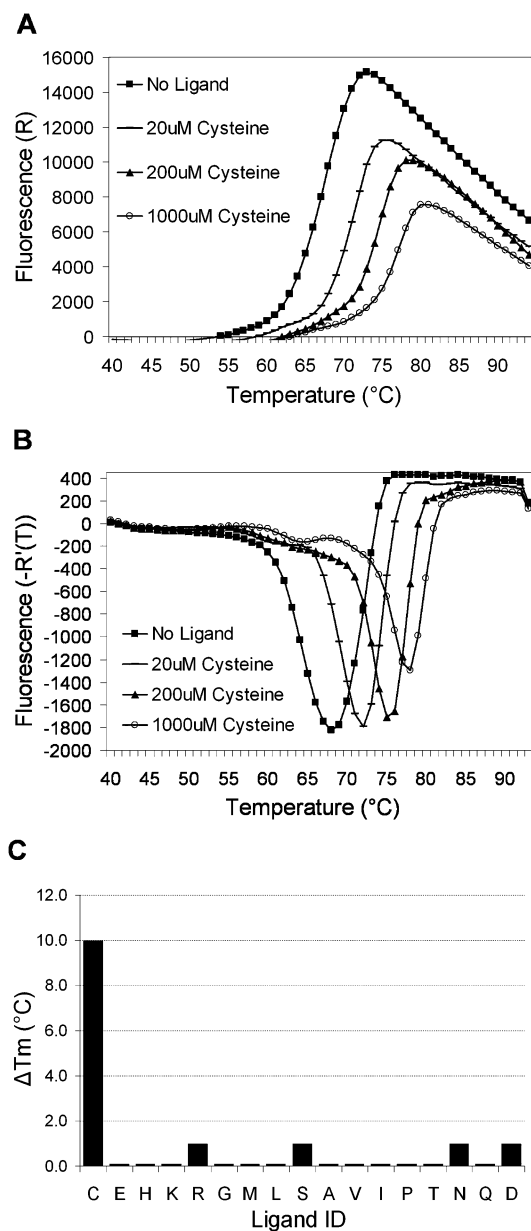 A
16000
14000
12000
10000
8000
6000
4000
2000
0
Fluorescence (R)
No Ligand
20uM Cysteine
200uM Cysteine
1000uM Cysteine
40 45 50 55 60 65 70 75 80 85 90
Temperature (°C)
B
400
200
0
-200
-400
-600
-800
-1000
-1200
-1400
-1600
-1800
-2000
Fluorescence (-R'(T))
No Ligand
20uM Cysteine
200uM Cysteine
1000uM Cysteine
40 45 50 55 60 65 70 75 80 85 90
Temperature (°C)
C
12.0
10.0
8.0
6.0
4.0
2.0
0.0
ΔTm (°C)
C E H K R G M L S A V I P T N Q D
Ligand ID